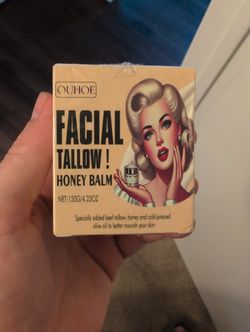 OUHOE
FACIAL
TALLOW !
HONEY BALM
NET:120G/4.23OZ
Specially added beef tallow, honey and cold-pressed
olive oil to better nourish your skin